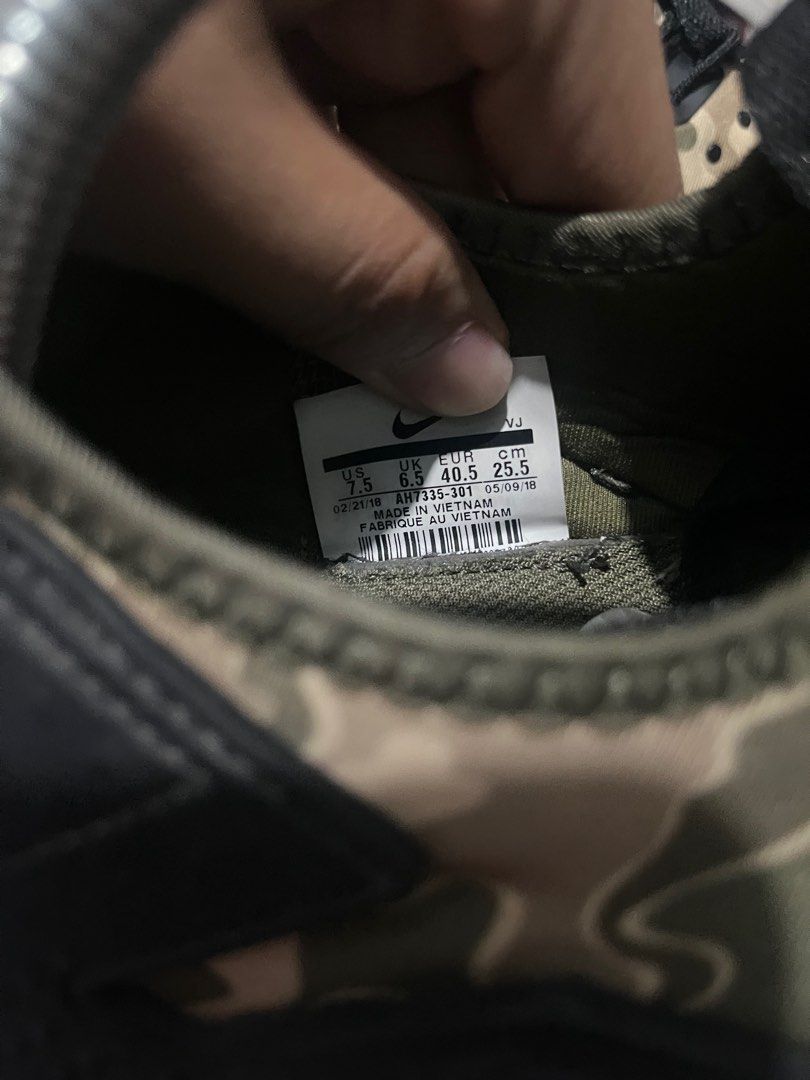 VJ
US UK EUR cm
7.5 6.5 40.5 25.5
02/21/18 AH7335-301 05/09/18
MADE IN VIETNAM
FABRIQUE AU VIETNAM